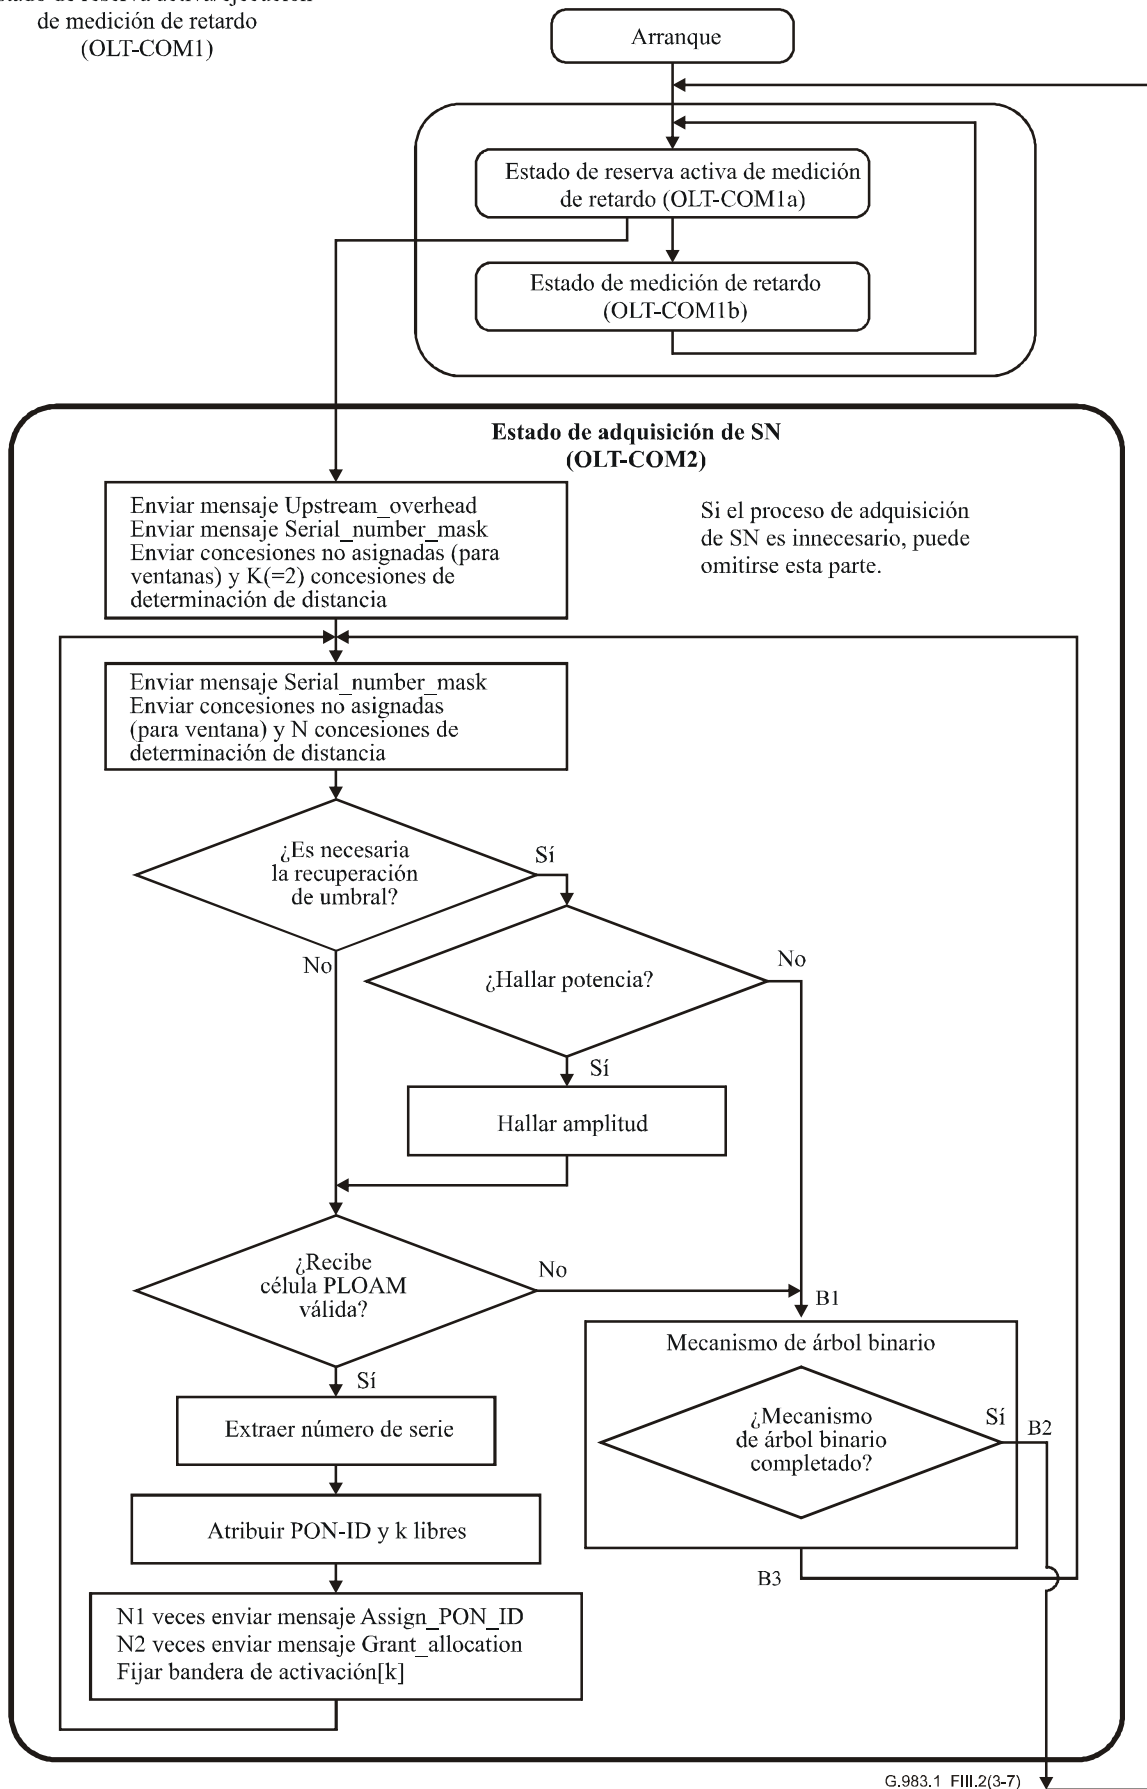 de medición de retardo
(OLT-COM1)
Arranque
Estado de reserva activa de medición
de retardo (OLT-COM1a)
Estado de medición de retardo
(OLT-COM1b)
Estado de adquisición de SN
(OLT-COM2)
Enviar mensaje Upstream_overhead
Enviar mensaje Serial_number_mask
Enviar concesiones no asignadas (para
ventanas) y K(=2) concesiones de
determinación de distancia
Si el proceso de adquisición
de SN es innecesario, puede
omitirse esta parte.
Enviar mensaje Serial_number_mask
Enviar concesiones no asignadas
(para ventana) y N concesiones de
determinación de distancia
¿Es necesaria
la recuperación
de umbral?
Sí
No
¿Hallar potencia?
No
Sí
Hallar amplitud
¿Recibe
célula PLOAM
válida?
No
B1
Sí
Mecanismo de árbol binario
¿Mecanismo
de árbol binario
completado?
Sí
B2
B3
Extraer número de serie
Atribuir PON-ID y k libres
N1 veces enviar mensaje Assign_PON_ID
N2 veces enviar mensaje Grant_allocation
Fijar bandera de activación[k]
G.983.1_FIII.2(3-7)